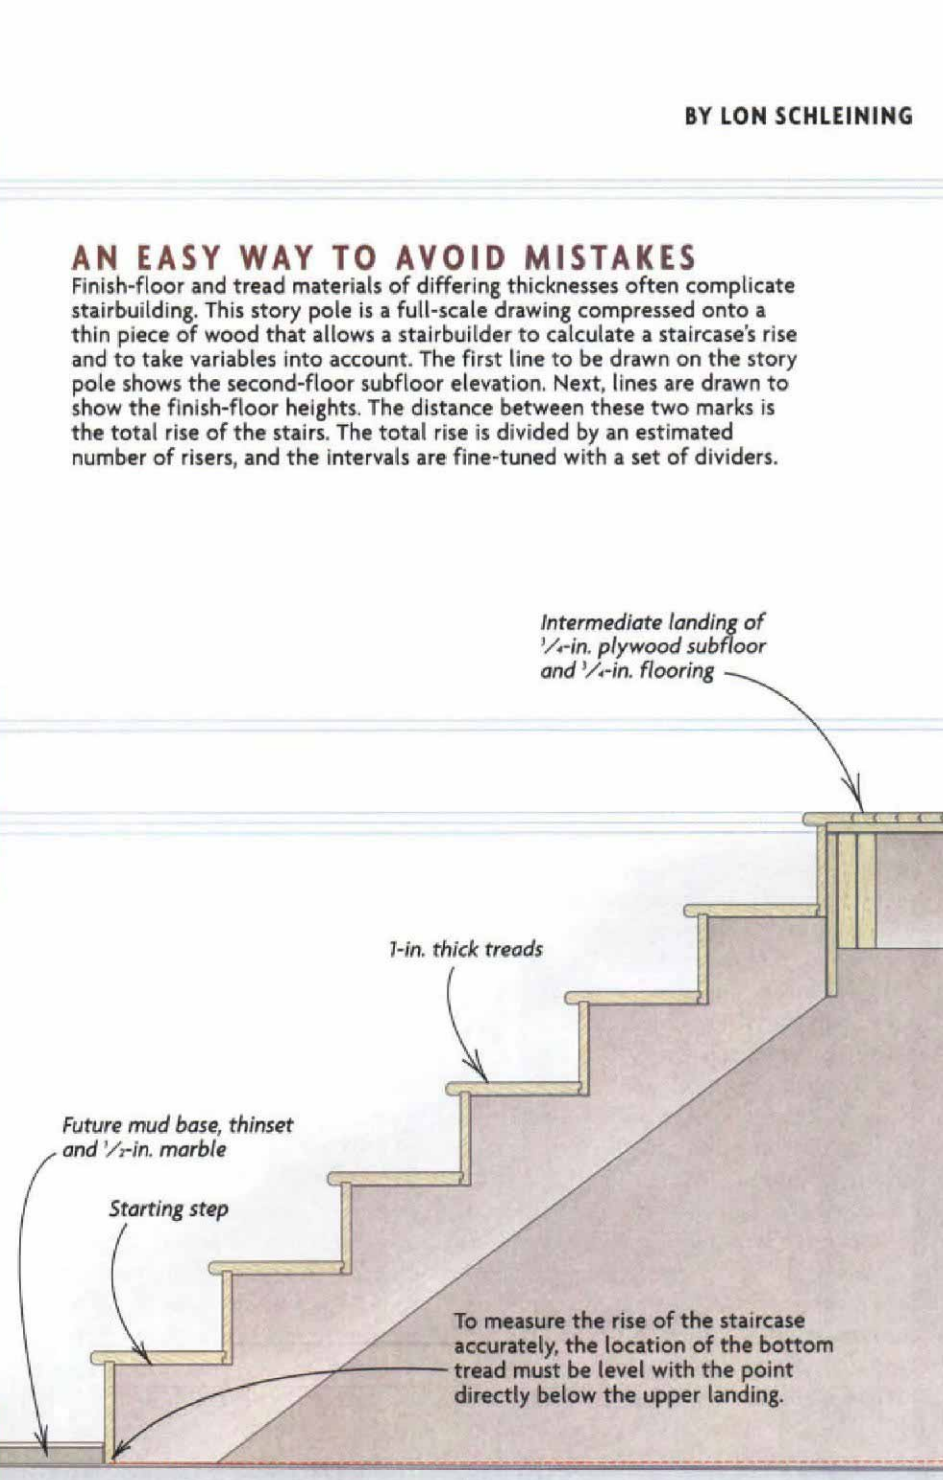 BY LON SCHLEINING
AN EASY WAY TO AVOID MISTAKES
Finish-floor and tread materials of differing thicknesses often complicate
stairbuilding. This story pole is a full-scale drawing compressed onto a
thin piece of wood that allows a stairbuilder to calculate a staircase's rise
and to take variables into account. The first line to be drawn on the story
pole shows the second-floor subfloor elevation. Next, lines are drawn to
show the finish-floor heights. The distance between these two marks is
the total rise of the stairs. The total rise is divided by an estimated
number of risers, and the intervals are fine-tuned with a set of dividers.
Intermediate landing of
3/4-in. plywood subfloor
and 3/4-in. flooring
1-in. thick treads
Future mud base, thinset
and 1/2-in. marble
Starting step
To measure the rise of the staircase
accurately, the location of the bottom
tread must be level with the point
directly below the upper landing.